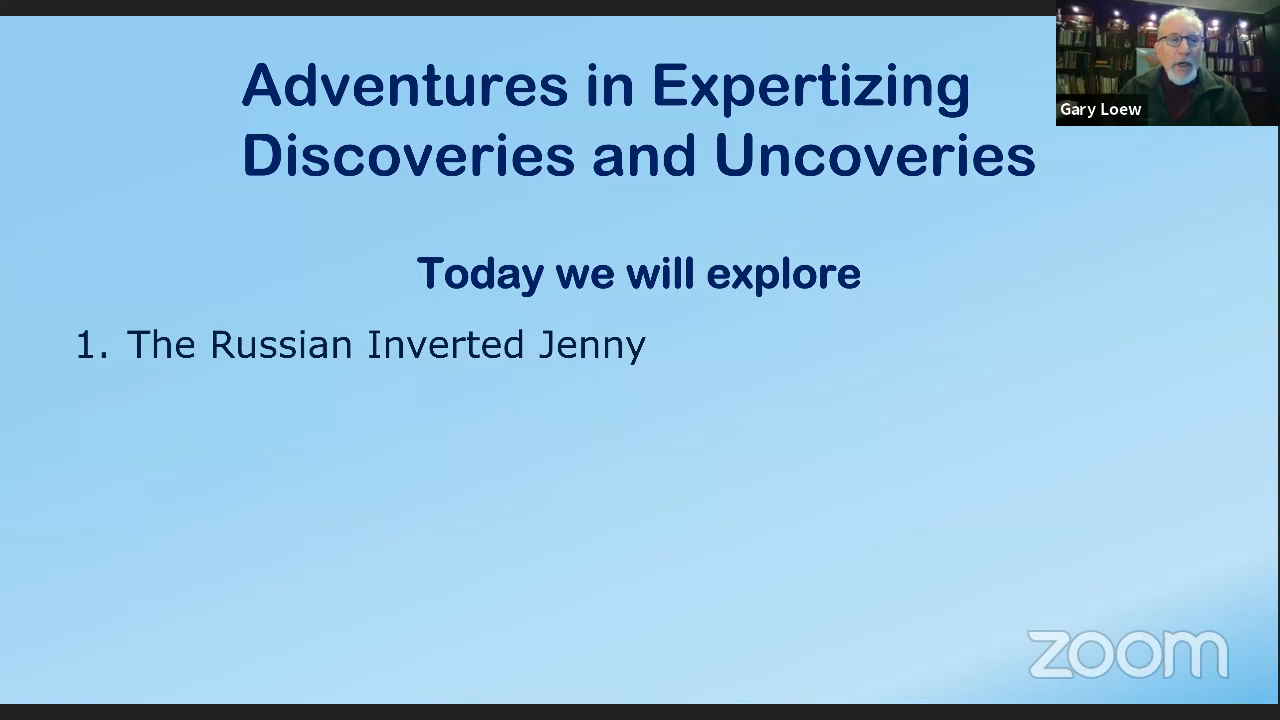 Adventures in Expertizing
Discoveries and Uncoveries
Gary Loew
Today we will explore
1. The Russian Inverted Jenny
zoom